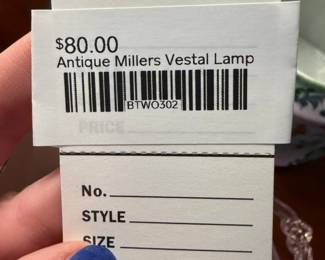 $80.00
Antique Millers Vestal Lamp
BTWO302
PRICE
No.
STYLE
SIZE